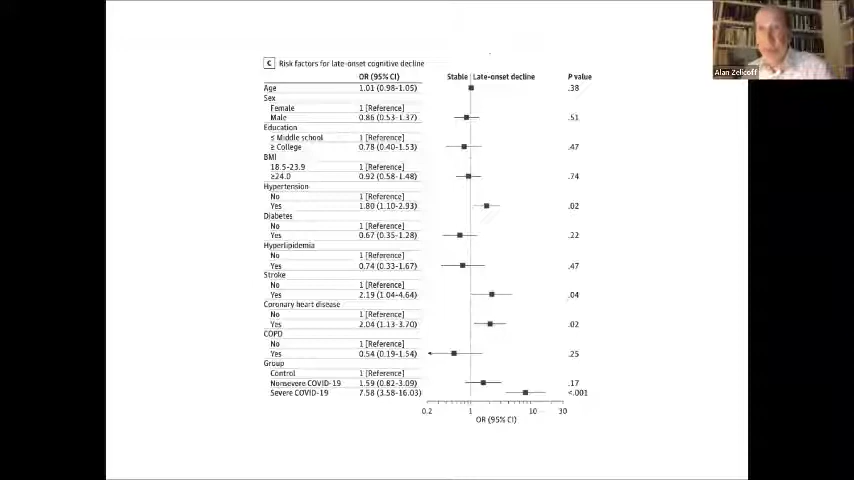 C Risk factors for late-onset cognitive decline
OR (95% CI) Stable Late-onset decline P value
Age 1.01 (0.98-1.05) .38
Sex
Female 1 [Reference]
Male 0.86 (0.53-1.37) .51
Education
≤ Middle school 1 [Reference]
≥ College 0.78 (0.40-1.53) .47
BMI
18.5-23.9 1 [Reference]
≥24.0 0.92 (0.58-1.48) .74
Hypertension
No 1 [Reference]
Yes 1.80 (1.10-2.93) .02
Diabetes
No 1 [Reference]
Yes 0.67 (0.35-1.28) .22
Hyperlipidemia
No 1 [Reference]
Yes 0.74 (0.33-1.67) .47
Stroke
No 1 [Reference]
Yes 2.19 (1.04-4.64) .04
Coronary heart disease
No 1 [Reference]
Yes 2.04 (1.13-3.70) .02
COPD
No 1 [Reference]
Yes 0.54 (0.19-1.54) .25
Group
Control 1 [Reference]
Nonsevere COVID-19 1.59 (0.82-3.09) .17
Severe COVID-19 7.58 (3.58-16.03) <.001
0.2 1 10 30
OR (95% CI)
Alan Zelicoff